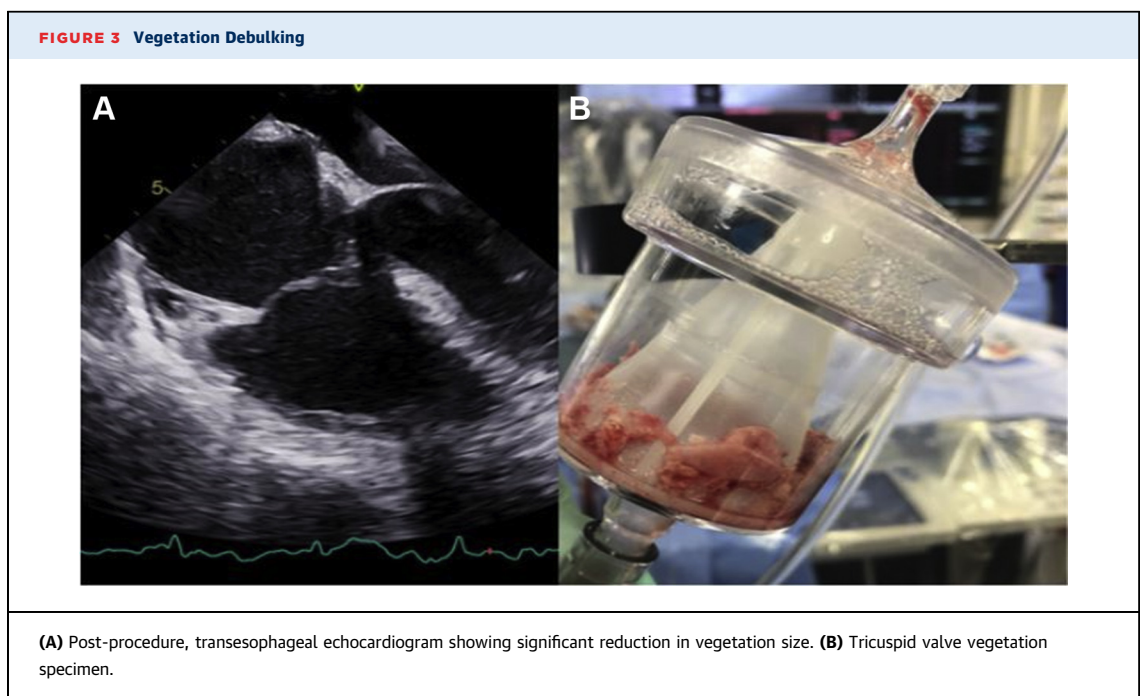 FIGURE 3 Vegetation Debulking
A
B
5
(A) Post-procedure, transesophageal echocardiogram showing significant reduction in vegetation size. (B) Tricuspid valve vegetation
specimen.